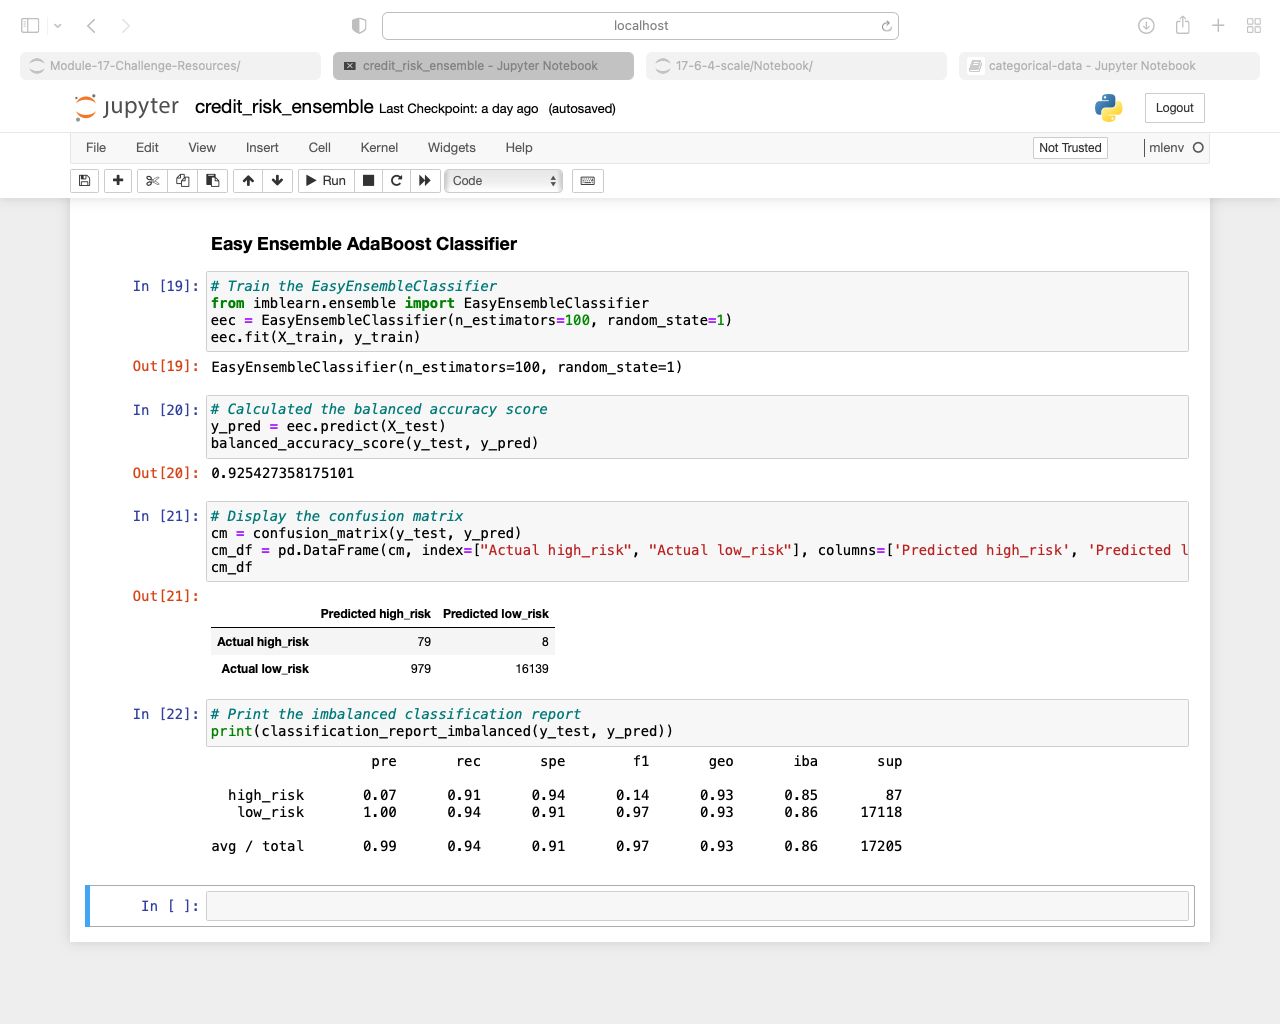 localhost
Module-17-Challenge-Resources/
credit_risk_ensemble - Jupyter Notebook
17-6-4-scale/Notebook/
categorical-data - Jupyter Notebook
jupyter credit_risk_ensemble Last Checkpoint: a day ago (autosaved)
Logout
File Edit View Insert Cell Kernel Widgets Help
Not Trusted
mlenv
Run
Code
Easy Ensemble AdaBoost Classifier
In [19]: # Train the EasyEnsembleClassifier
from imblearn.ensemble import EasyEnsembleClassifier
eec = EasyEnsembleClassifier(n_estimators=100, random_state=1)
eec.fit(X_train, y_train)
Out[19]: EasyEnsembleClassifier(n_estimators=100, random_state=1)
In [20]: # Calculated the balanced accuracy score
y_pred = eec.predict(X_test)
balanced_accuracy_score(y_test, y_pred)
Out[20]: 0.925427358175101
In [21]: # Display the confusion matrix
cm = confusion_matrix(y_test, y_pred)
cm_df = pd.DataFrame(cm, index=["Actual high_risk", "Actual low_risk"], columns=['Predicted high_risk', 'Predicted l
cm_df
Out[21]:
Predicted high_risk Predicted low_risk
Actual high_risk 79 8
Actual low_risk 979 16139
In [22]: # Print the imbalanced classification report
print(classification_report_imbalanced(y_test, y_pred))
pre rec spe f1 geo iba sup
high_risk 0.07 0.91 0.94 0.14 0.93 0.85 87
low_risk 1.00 0.94 0.91 0.97 0.93 0.86 17118
avg / total 0.99 0.94 0.91 0.97 0.93 0.86 17205
In [ ]: